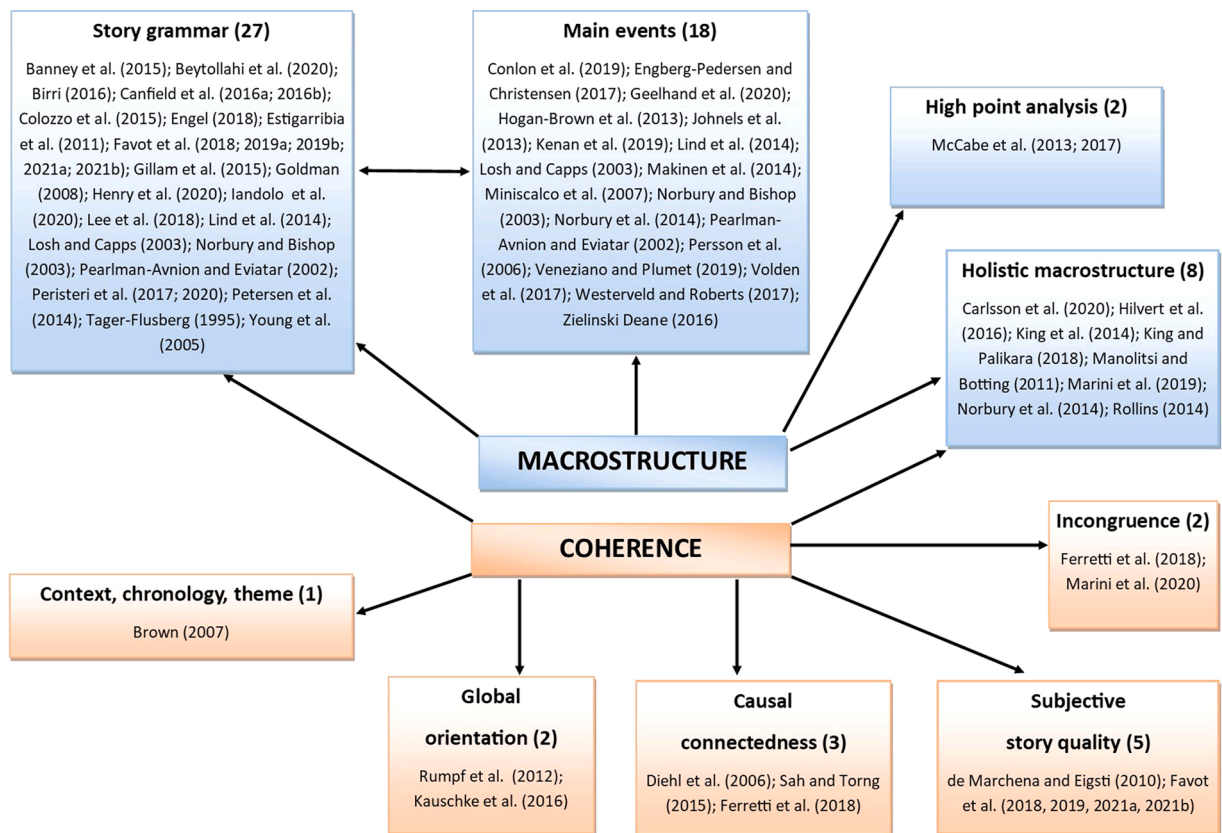 Story grammar (27)
Banney et al. (2015); Beytollahi et al. (2020);
Birri (2016); Canfield et al. (2016a; 2016b);
Colozzo et al. (2015); Engel (2018); Estigarribia
et al. (2011); Favot et al. (2018; 2019a; 2019b;
2021a; 2021b); Gillam et al. (2015); Goldman
(2008); Henry et al. (2020); Iandolo et al.
(2020); Lee et al. (2018); Lind et al. (2014);
Losh and Capps (2003); Norbury and Bishop
(2003); Pearlman-Avnion and Eviatar (2002);
Peristeri et al. (2017; 2020); Petersen et al.
(2014); Tager-Flusberg (1995); Young et al.
(2005)
Main events (18)
Conlon et al. (2019); Engberg-Pedersen and
Christensen (2017); Geelhand et al. (2020);
Hogan-Brown et al. (2013); Johnels et al.
(2013); Kenan et al. (2019); Lind et al. (2014);
Losh and Capps (2003); Makinen et al. (2014);
Miniscalco et al. (2007); Norbury and Bishop
(2003); Norbury et al. (2014); Pearlman-
Avnion and Eviatar (2002); Persson et al.
(2006); Veneziano and Plumet (2019); Volden
et al. (2017); Westerveld and Roberts (2017);
Zielinski Deane (2016)
High point analysis (2)
McCabe et al. (2013; 2017)
Holistic macrostructure (8)
Carlsson et al. (2020); Hilvert et al.
(2016); King et al. (2014); King and
Palikara (2018); Manolitsi and
Botting (2011); Marini et al. (2019);
Norbury et al. (2014); Rollins (2014)
MACROSTRUCTURE
COHERENCE
Incongruence (2)
Ferretti et al. (2018);
Marini et al. (2020)
Context, chronology, theme (1)
Brown (2007)
Global
orientation (2)
Rumpf et al. (2012);
Kauschke et al. (2016)
Causal
connectedness (3)
Diehl et al. (2006); Sah and Torng
(2015); Ferretti et al. (2018)
Subjective
story quality (5)
de Marchena and Eigsti (2010); Favot
et al. (2018, 2019, 2021a, 2021b)